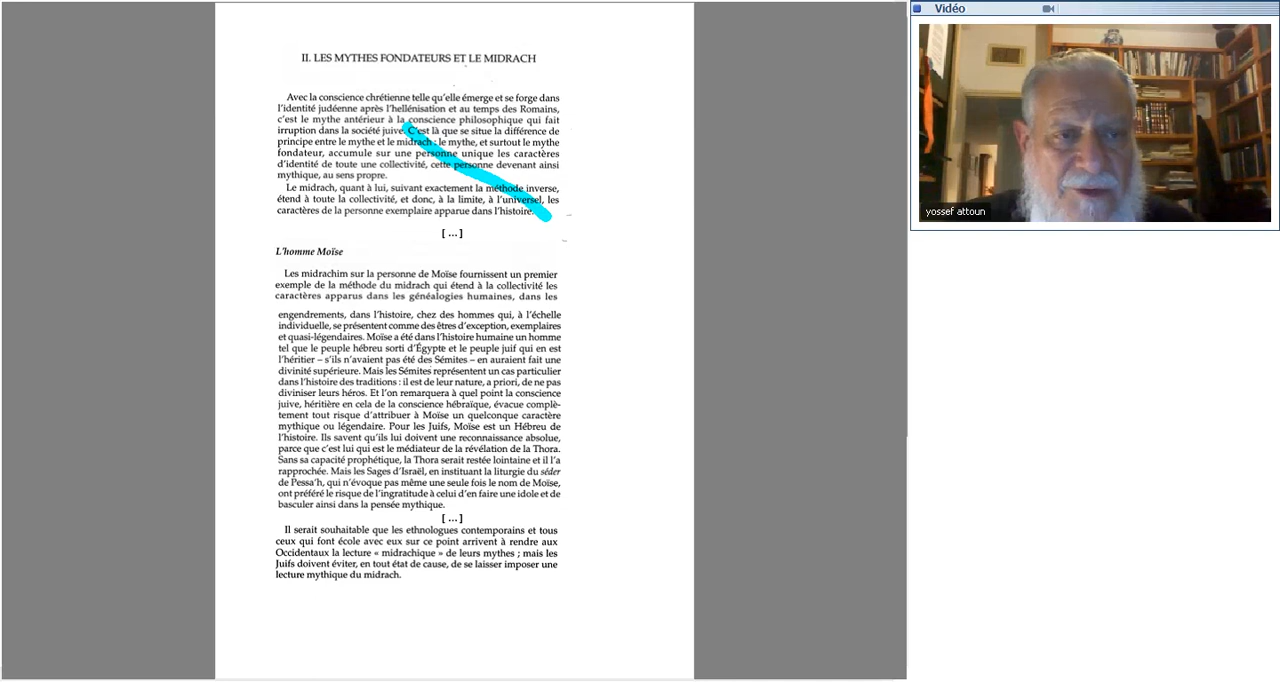 II. LES MYTHES FONDATEURS ET LE MIDRACH
Avec la conscience chrétienne telle qu'elle émerge et se forge dans
l'identité judéenne après l'hellénisation et au temps des Romains,
c'est le mythe antérieur à la conscience philosophique qui fait
irruption dans la société juive. C'est là que se situe la différence de
principe entre le mythe et le midrach : le mythe, et surtout le mythe
fondateur, accumule sur une personne unique les caractères
d'identité de toute une collectivité, cette personne devenant ainsi
mythique, au sens propre.
Le midrach, quant à lui, suivant exactement la méthode inverse,
étend à toute la collectivité, et donc, à la limite, à l'universel, les
caractères de la personne exemplaire apparue dans l'histoire.
[ ... ]
L'homme Moïse
Les midrachim sur la personne de Moïse fournissent un premier
exemple de la méthode du midrach qui étend à la collectivité les
caractères apparus dans les généalogies humaines, dans les
engendrements, dans l'histoire, chez des hommes qui, à l'échelle
individuelle, se présentent comme des êtres d'exception, exemplaires
et quasi-légendaires. Moïse a été dans l'histoire humaine un homme
tel que le peuple hébreu sorti d'Égypte et le peuple juif qui en est
l'héritier – s'ils n'avaient pas été des Sémites – en auraient fait une
divinité supérieure. Mais les Sémites représentent un cas particulier
dans l'histoire des traditions : il est de leur nature, a priori, de ne pas
diviniser leurs héros. Et l'on remarquera à quel point la conscience
juive, héritière en cela de la conscience hébraïque, évacue complè-
tement tout risque d'attribuer à Moïse un quelconque caractère
mythique ou légendaire. Pour les Juifs, Moïse est un Hébreu de
l'histoire. Ils savent qu'ils lui doivent une reconnaissance absolue,
parce que c'est lui qui est le médiateur de la révélation de la Thora.
Sans sa capacité prophétique, la Thora serait restée lointaine et il l'a
rapprochée. Mais les Sages d'Israël, en instituant la liturgie du séder
de Pessa'h, qui n'évoque pas même une seule fois le nom de Moïse,
ont préféré le risque de l'ingratitude à celui d'en faire une idole et de
basculer ainsi dans la pensée mythique.
[ ... ]
Il serait souhaitable que les ethnologues contemporains et tous
ceux qui font école avec eux sur ce point arrivent à rendre aux
Occidentaux la lecture « midrachique » de leurs mythes ; mais les
Juifs doivent éviter, en tout état de cause, de se laisser imposer une
lecture mythique du midrach.
Vidéo
yossef attoun